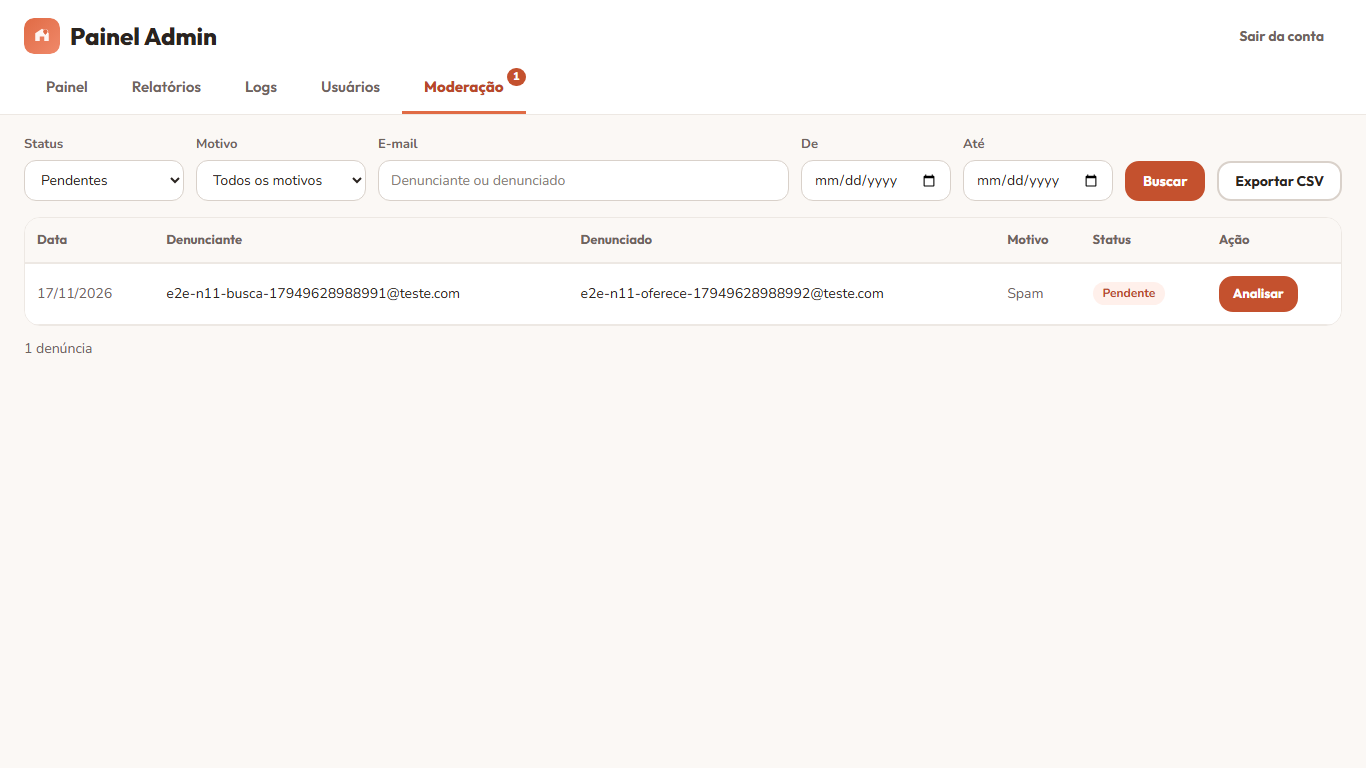 Painel Admin
Sair da conta
Painel Relatórios Logs Usuários Moderação 1
Status Motivo E-mail De Até
Pendentes Todos os motivos Denunciante ou denunciado mm/dd/yyyy mm/dd/yyyy Buscar Exportar CSV
Data Denunciante Denunciado Motivo Status Ação
17/11/2026 e2e-n11-busca-17949628988991@teste.com e2e-n11-oferece-17949628988992@teste.com Spam Pendente Analisar
1 denúncia